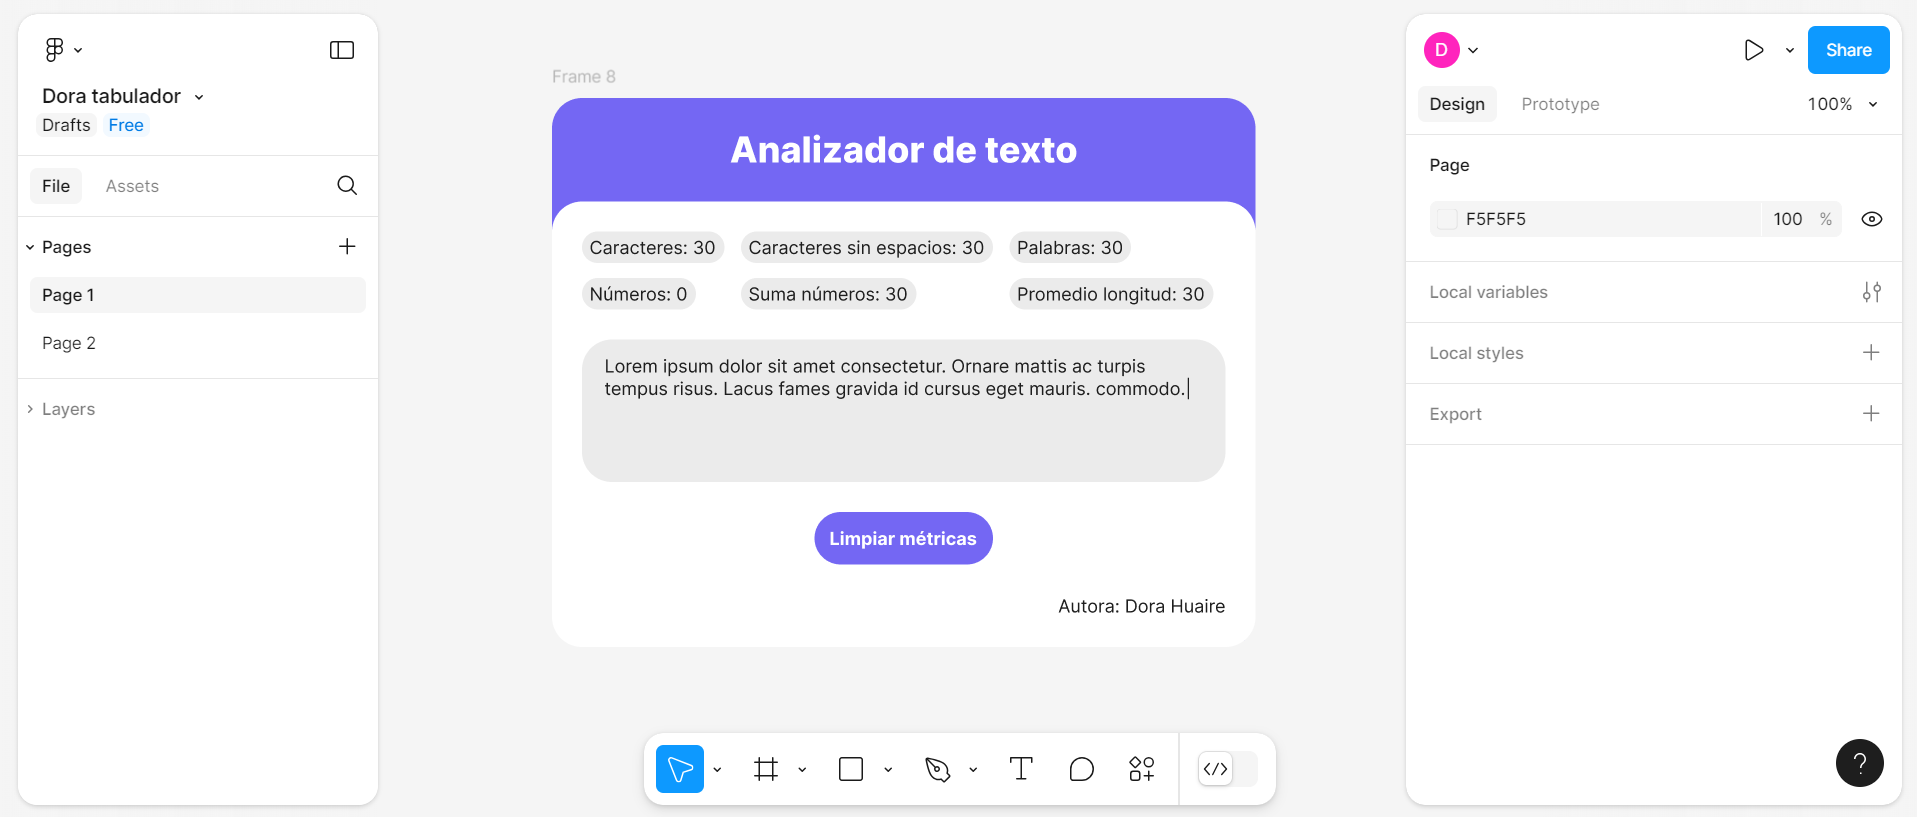 Dora tabulador
Drafts Free
File Assets
Pages
Page 1
Page 2
Layers
Frame 8
Analizador de texto
Caracteres: 30 Caracteres sin espacios: 30 Palabras: 30
Números: 0 Suma números: 30 Promedio longitud: 30
Lorem ipsum dolor sit amet consectetur. Ornare mattis ac turpis
tempus risus. Lacus fames gravida id cursus eget mauris. commodo.
Limpiar métricas
Autora: Dora Huaire
D Share
Design Prototype 100%
Page
F5F5F5 100 %
Local variables
Local styles
Export
?